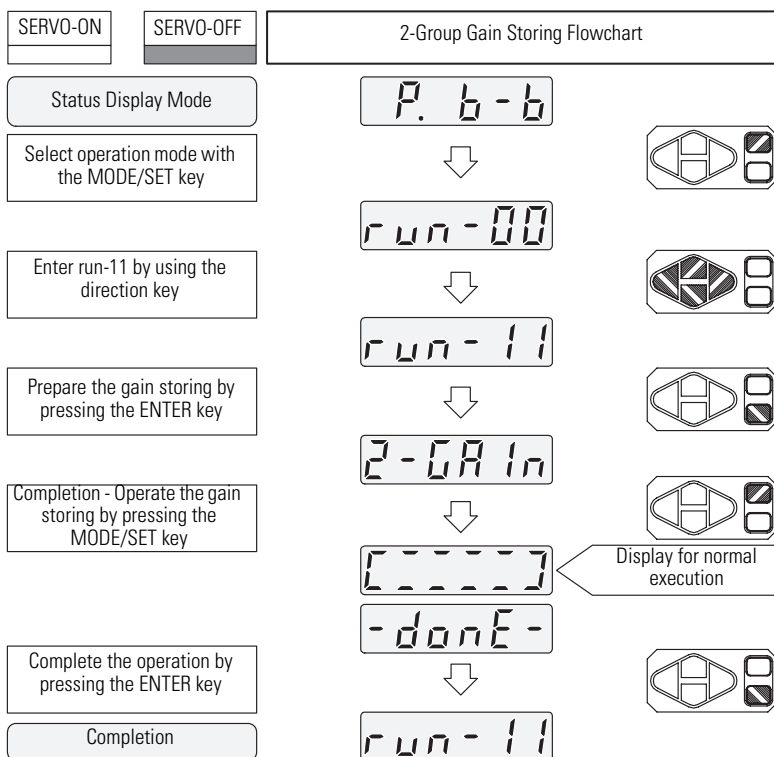 SERVO-ON
SERVO-OFF
2-Group Gain Storing Flowchart
Status Display Mode
P. b-b
Select operation mode with
the MODE/SET key
run-00
Enter run-11 by using the
direction key
run-11
Prepare the gain storing by
pressing the ENTER key
2-GAIn
Completion - Operate the gain
storing by pressing the
MODE/SET key
Display for normal
execution
-donE-
Complete the operation by
pressing the ENTER key
Completion
run-11